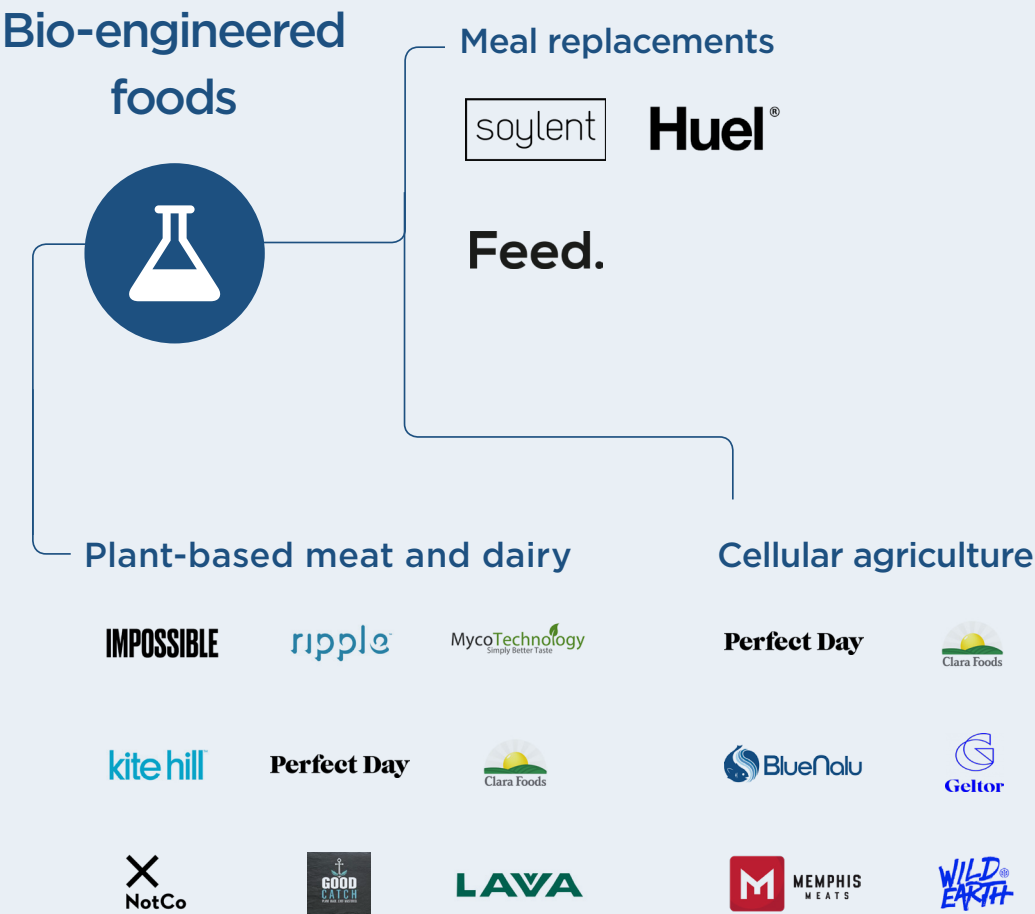 Bio-engineered
foods
Meal replacements
soylent
Huel®
Feed.
Plant-based meat and dairy
IMPOSSIBLE
ripple
MycoTechnology
Simply Better Taste
kite hill™
Perfect Day
Clara Foods
NotCo
GOOD
CATCH
LAVVA
Cellular agriculture
Perfect Day
Clara Foods
BlueNalu
Geltor
M
MEMPHIS
MEATS
WILD
EARTH